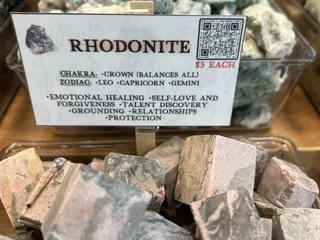 RHODONITE
$5 EACH
CHAKRA- •CROWN (BALANCES ALL)
ZODIAC- •LEO •CAPRICORN •GEMINI
•EMOTIONAL HEALING •SELF-LOVE AND
FORGIVENESS •TALENT DISCOVERY
•GROUNDING •RELATIONSHIPS
•PROTECTION